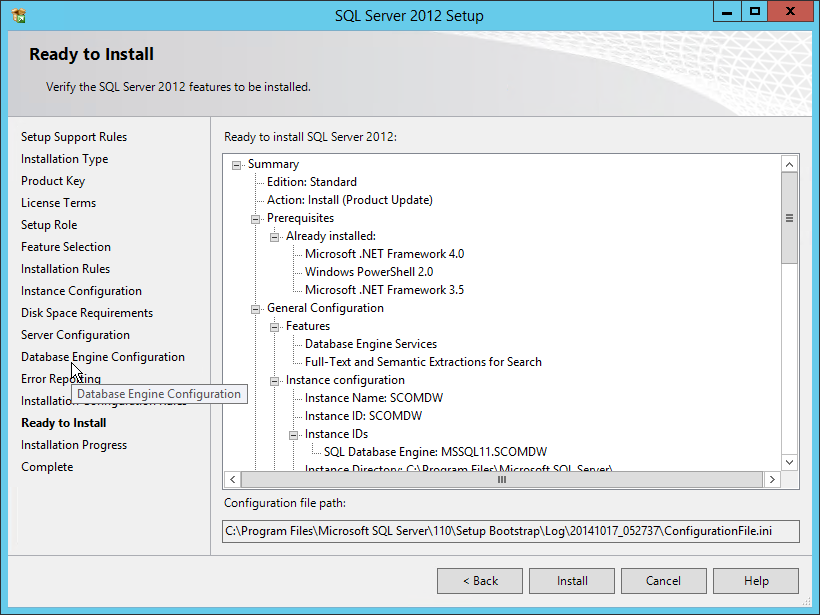 SQL Server 2012 Setup
Ready to Install
Verify the SQL Server 2012 features to be installed.
Setup Support Rules
Installation Type
Product Key
License Terms
Setup Role
Feature Selection
Installation Rules
Instance Configuration
Disk Space Requirements
Server Configuration
Database Engine Configuration
Error Reporting
Database Engine Configuration
Ready to Install
Installation Progress
Complete
Ready to install SQL Server 2012:
Summary
Edition: Standard
Action: Install (Product Update)
Prerequisites
Already installed:
Microsoft .NET Framework 4.0
Windows PowerShell 2.0
Microsoft .NET Framework 3.5
General Configuration
Features
Database Engine Services
Full-Text and Semantic Extractions for Search
Instance configuration
Instance Name: SCOMDW
Instance ID: SCOMDW
Instance IDs
SQL Database Engine: MSSQL11.SCOMDW
Instance Directory: C:\Program Files\Microsoft SQL Server\
Configuration file path:
C:\Program Files\Microsoft SQL Server\110\Setup Bootstrap\Log\20141017_052737\ConfigurationFile.ini
< Back
Install
Cancel
Help